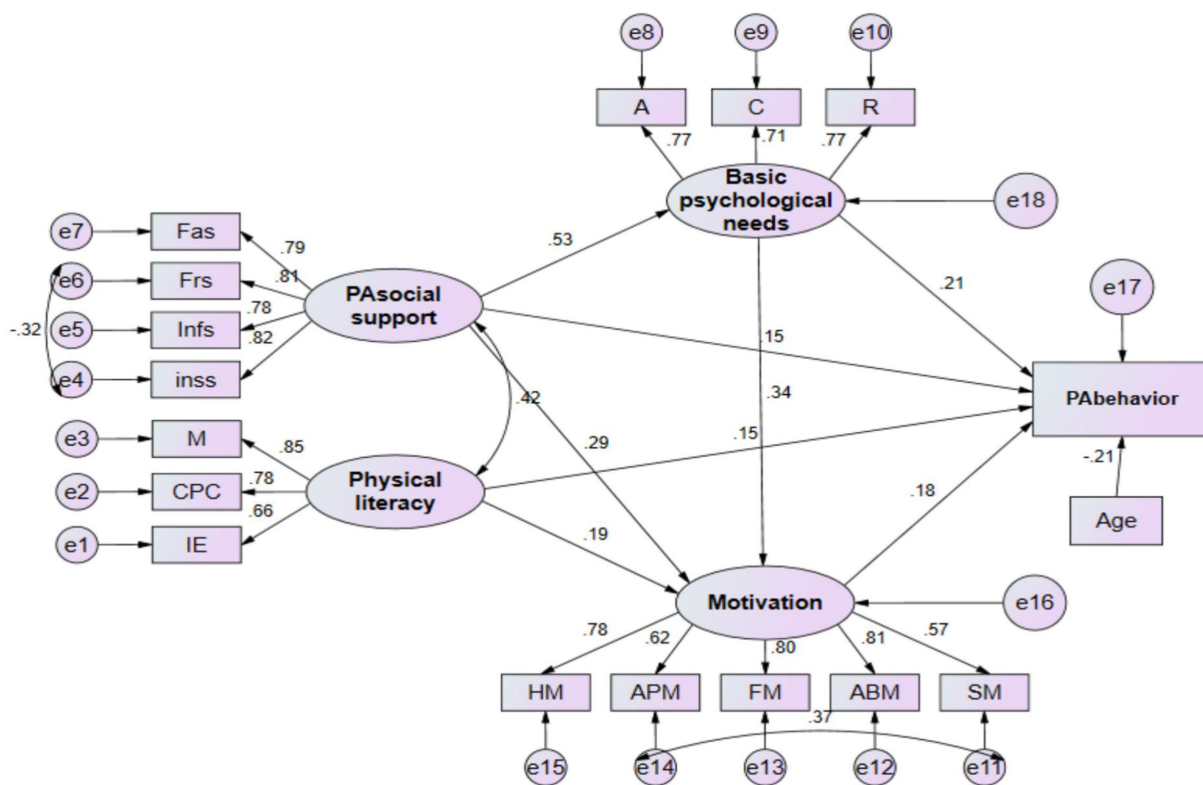 e8
e9
e10
A
C
R
.77
.71
.77
Basic
psychological
needs
e18
e7
Fas
.79
.53
e6
Frs
.81
PAsocial
support
.21
e17
-.32
e5
Infs
.78
.15
e4
inss
.82
.42
.34
PAbehavior
e3
M
.85
.29
.15
-.21
e2
CPC
.78
Physical
literacy
.18
Age
e1
IE
.66
.19
Motivation
e16
.78
.62
.80
.81
.57
HM
APM
FM
ABM
SM
.37
e15
e14
e13
e12
e11